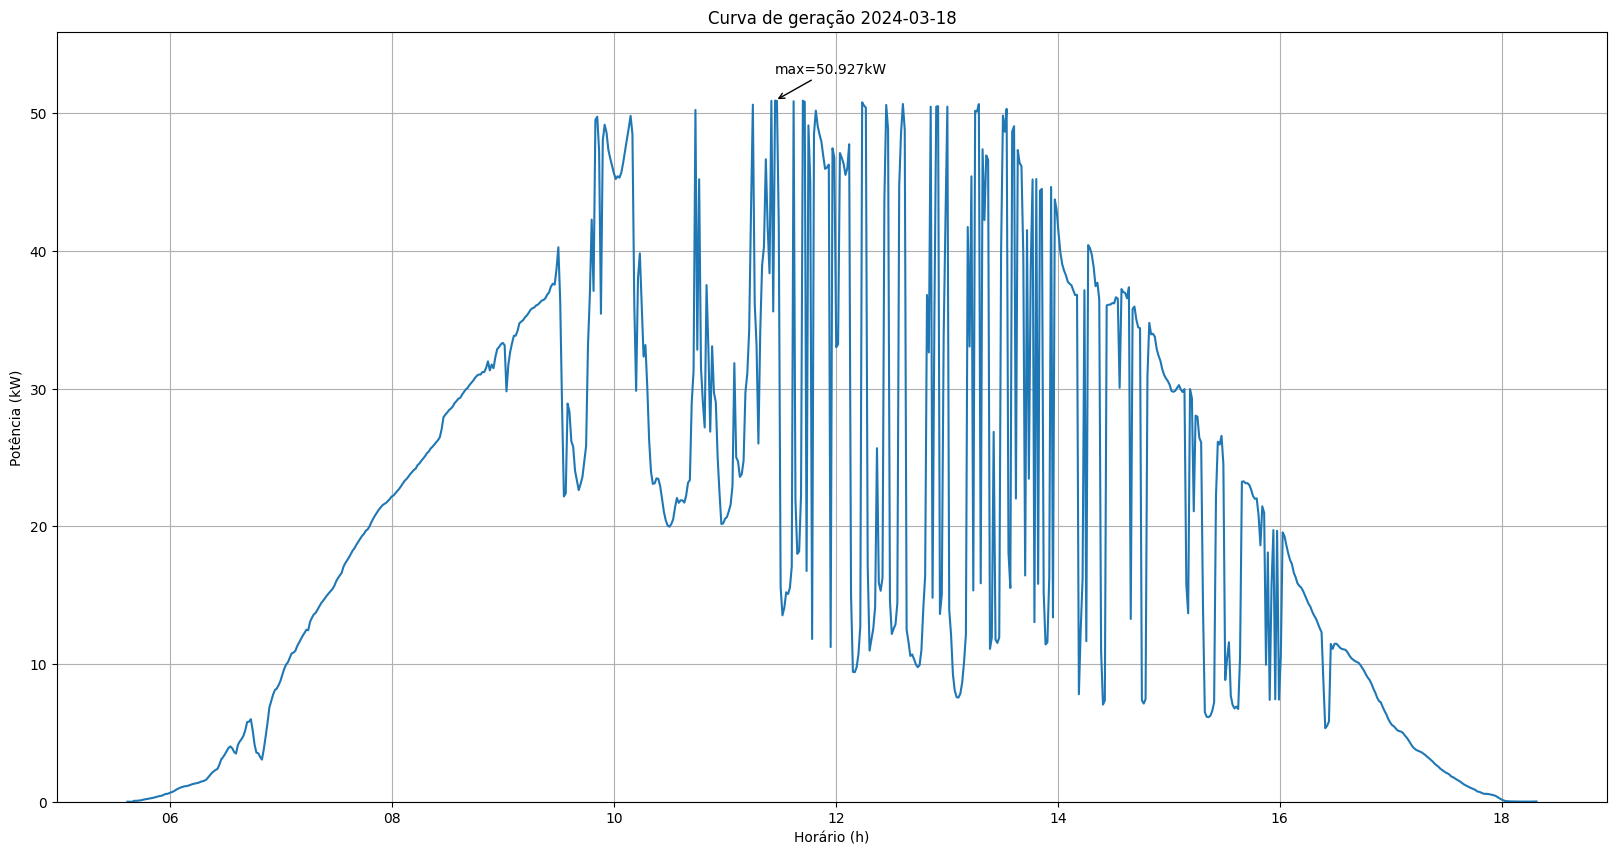 Curva de geração 2024-03-18
max=50.927kW
50
40
30
20
10
0
Potência (kW)
06 08 10 12 14 16 18
Horário (h)